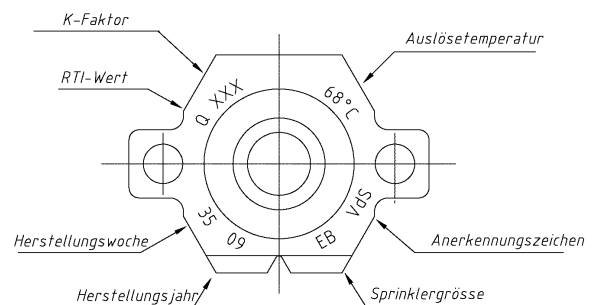 K-Faktor
Auslösetemperatur
RTI-Wert
Q XXX
68°C
35
09
EB
VdS
Herstellungswoche
Anerkennungszeichen
Herstellungsjahr
Sprinklergrösse